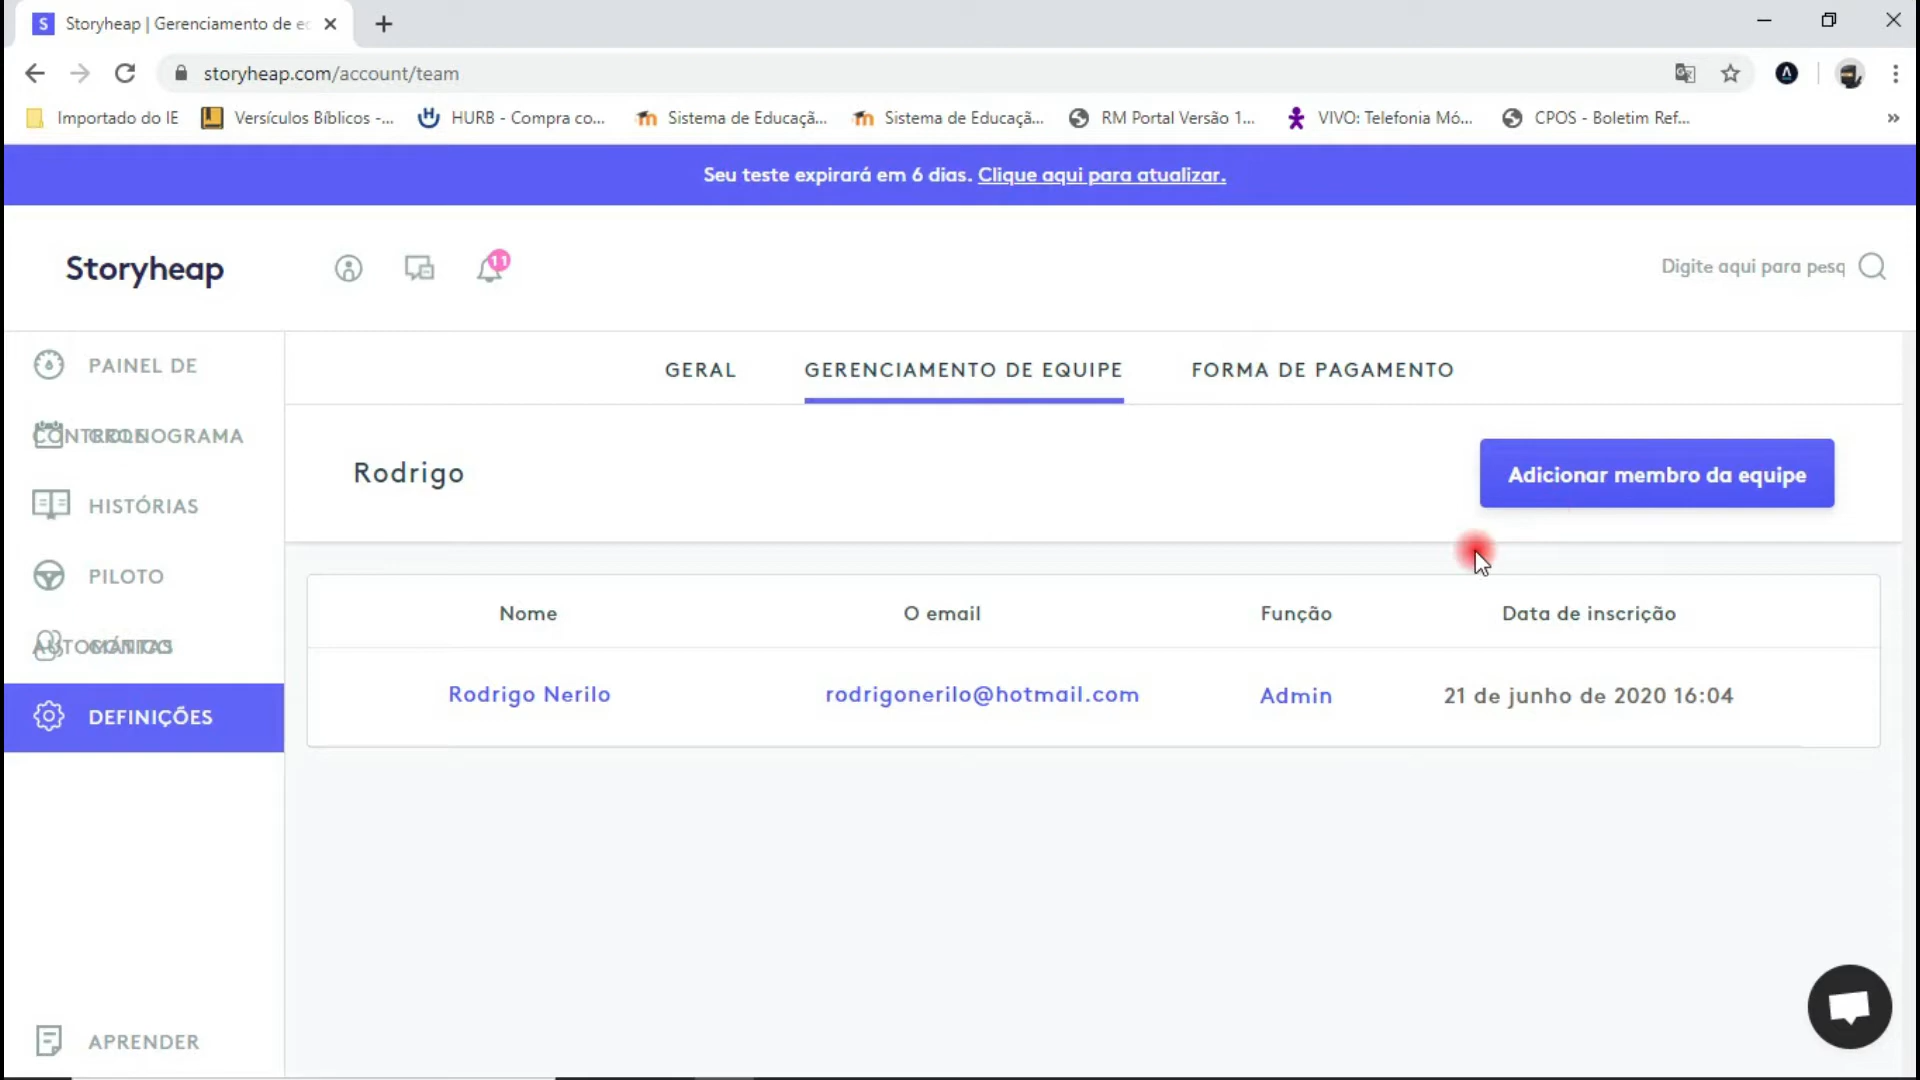 S Storyheap | Gerenciamento de e
storyheap.com/account/team
Importado do IE Versículos Bíblicos -... HURB - Compra co... Sistema de Educaçã... Sistema de Educaçã... RM Portal Versão 1... VIVO: Telefonia Mó... CPOS - Boletim Ref... »
Seu teste expirará em 6 dias. Clique aqui para atualizar.
Storyheap 11 Digite aqui para pesq
GERAL GERENCIAMENTO DE EQUIPE FORMA DE PAGAMENTO
PAINEL DE
CONTROLE CRONOGRAMA
HISTÓRIAS
PILOTO
AUTOMÁTICO CONTAS
DEFINIÇÕES
APRENDER
Rodrigo Adicionar membro da equipe
Nome O email Função Data de inscrição
Rodrigo Nerilo rodrigonerilo@hotmail.com Admin 21 de junho de 2020 16:04